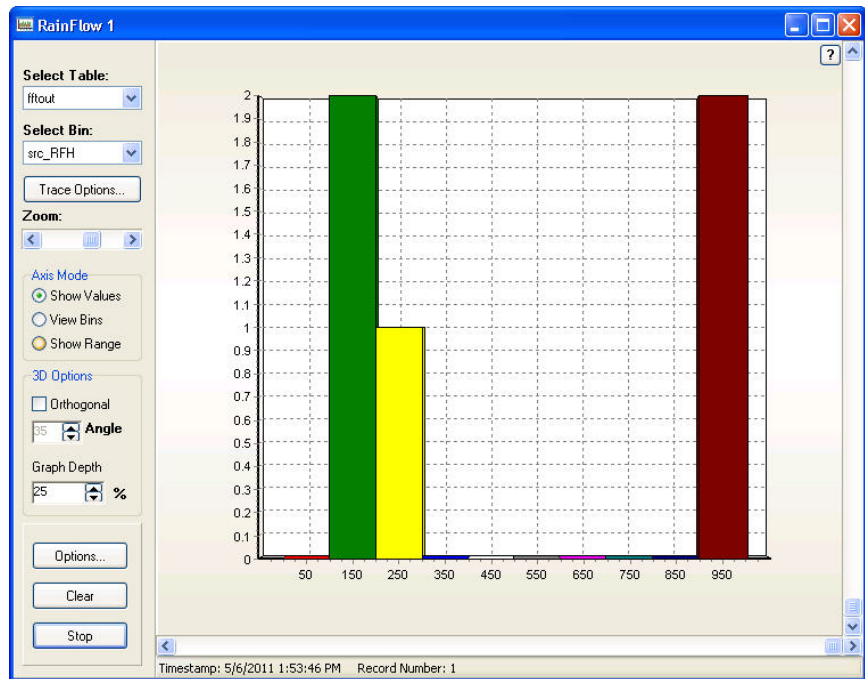 RainFlow 1
?
Select Table:
fftout
Select Bin:
src_RFH
Trace Options...
Zoom:
Axis Mode
Show Values
View Bins
Show Range
3D Options
Orthogonal
35 Angle
Graph Depth
25 %
Options...
Clear
Stop
2
1.9
1.8
1.7
1.6
1.5
1.4
1.3
1.2
1.1
1
0.9
0.8
0.7
0.6
0.5
0.4
0.3
0.2
0.1
0
50 150 250 350 450 550 650 750 850 950
Timestamp: 5/6/2011 1:53:46 PM Record Number: 1